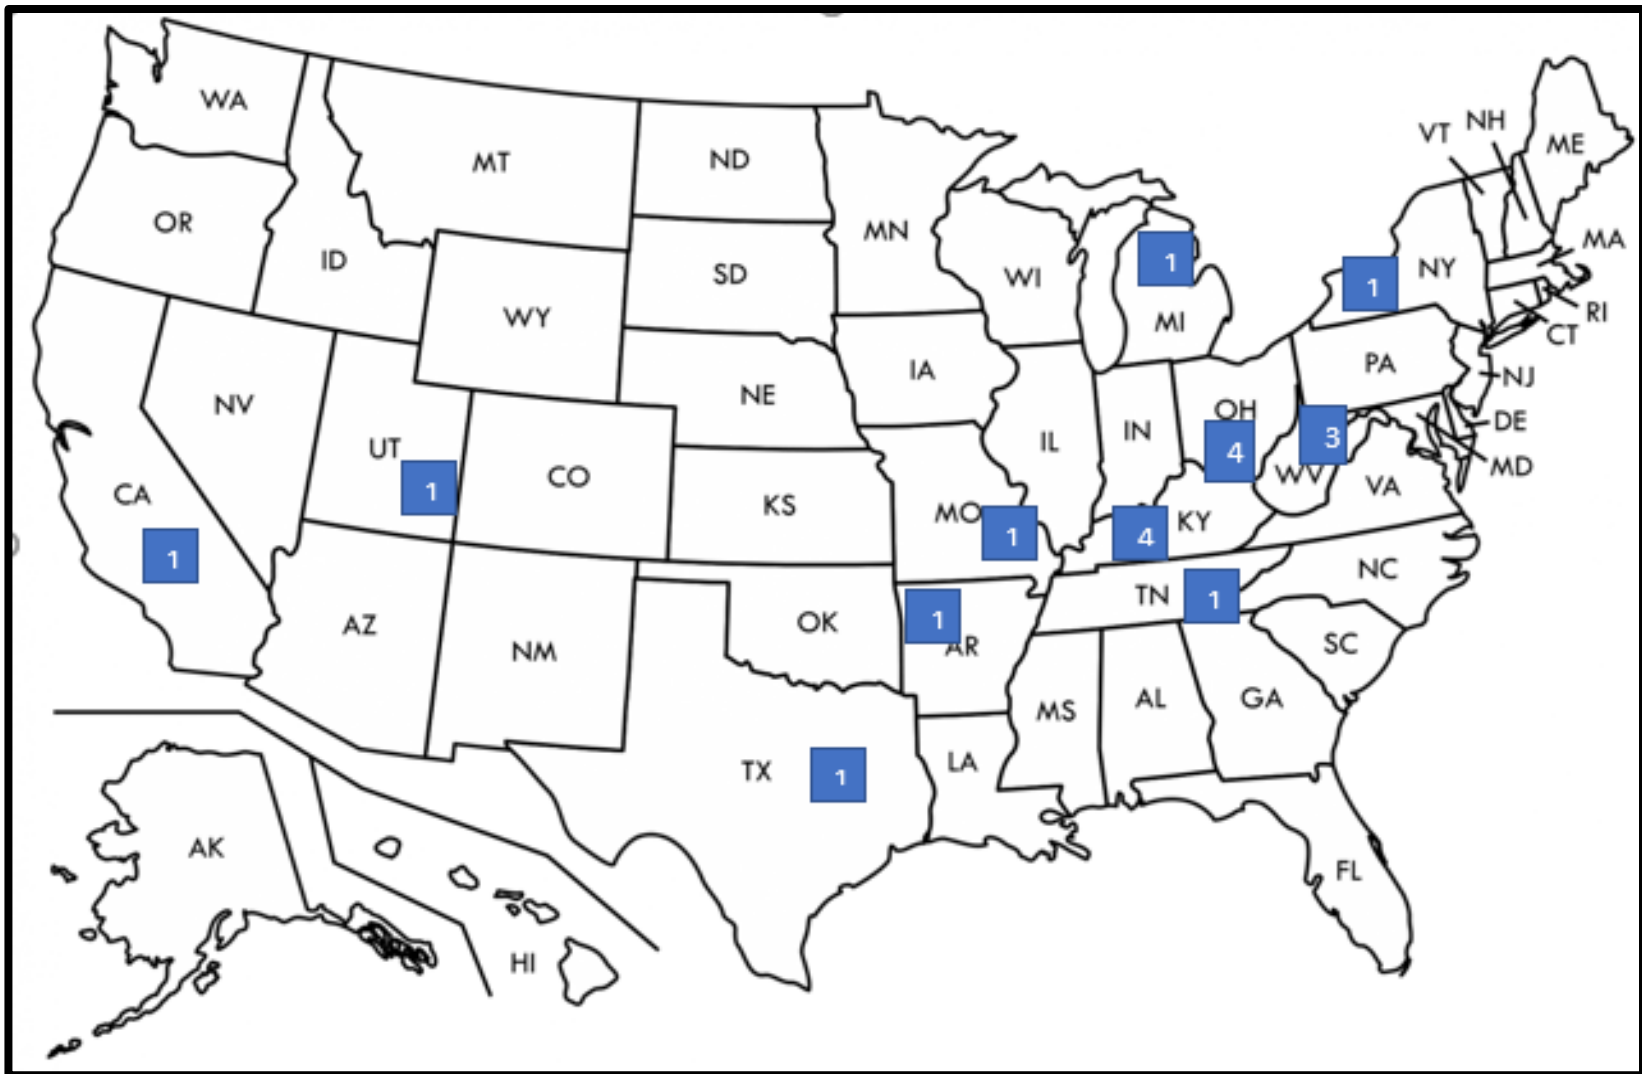 WA
MT
ND
VT
NH
ME
OR
ID
MN
SD
WI
MI
1
NY
1
MA
RI
CT
WY
IA
NE
PA
NJ
NV
UT
1
CO
KS
IL
IN
OH
4
WV
3
VA
DE
MD
CA
1
MO
1
KY
4
AZ
NM
OK
AR
1
TN
1
NC
SC
MS
AL
GA
TX
1
LA
FL
AK
HI